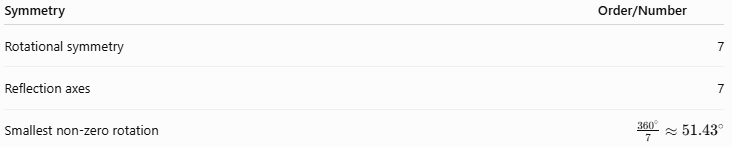 Symmetry Order/Number
Rotational symmetry 7
Reflection axes 7
Smallest non-zero rotation 360°/7 ≈ 51.43°